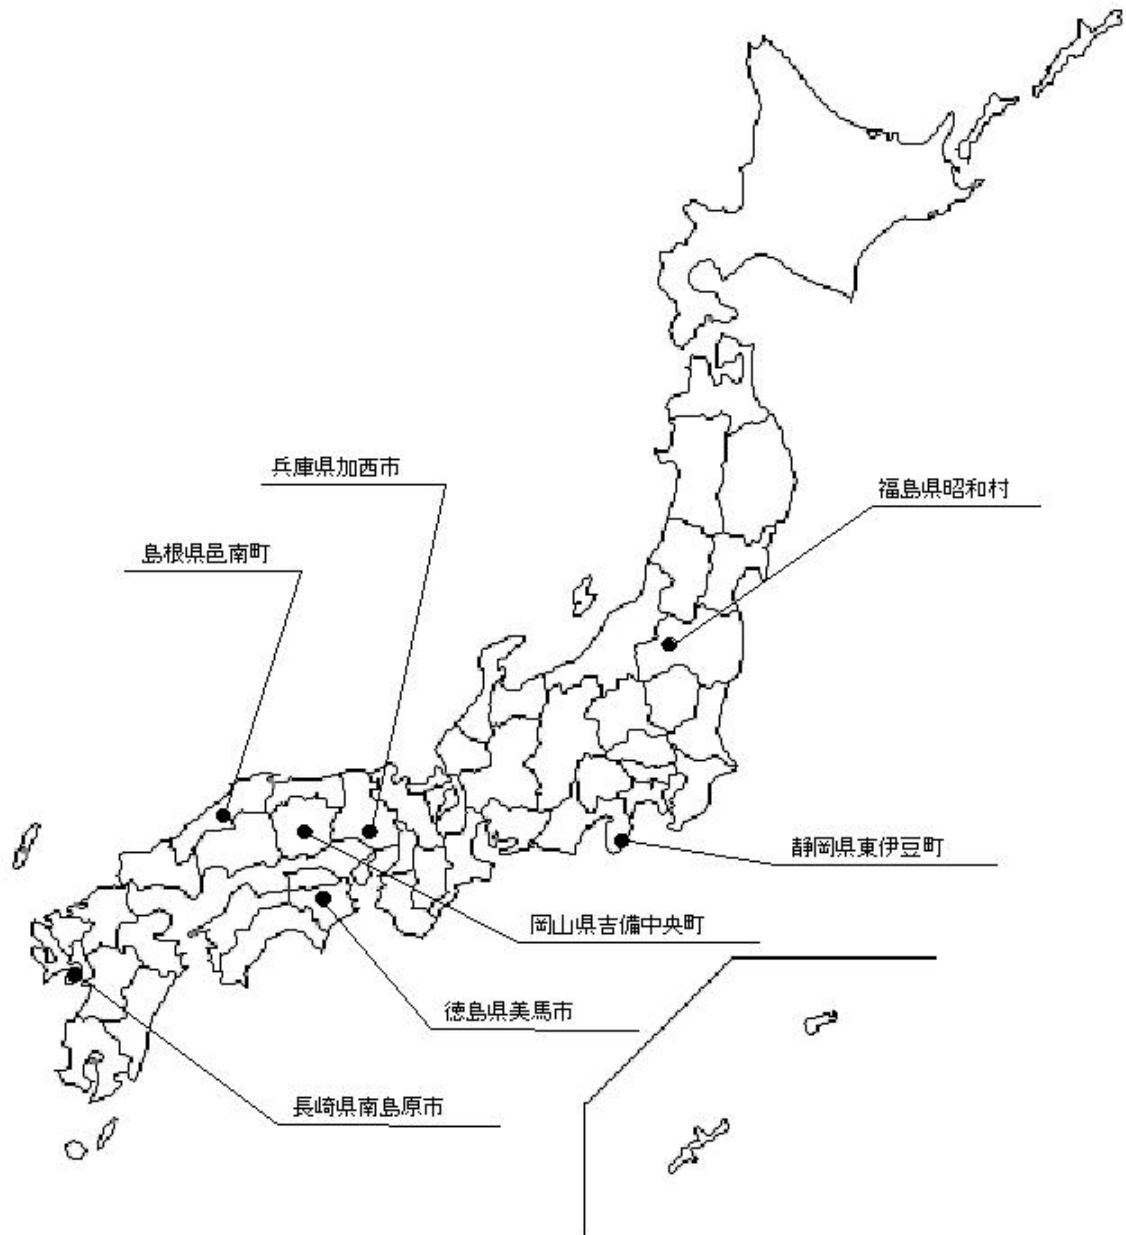 兵庫県加西市
福島県昭和村
島根県邑南町
静岡県東伊豆町
岡山県吉備中央町
徳島県美馬市
長崎県南島原市